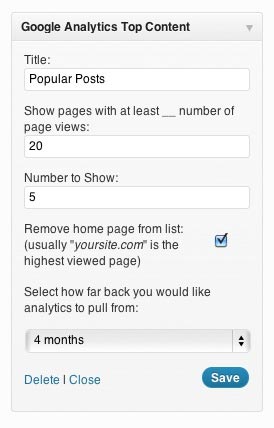 Google Analytics Top Content
Title:
Popular Posts
Show pages with at least __ number of
page views:
20
Number to Show:
5
Remove home page from list:
(usually "yoursite.com" is the
highest viewed page)
Select how far back you would like
analytics to pull from:
4 months
Delete | Close
Save